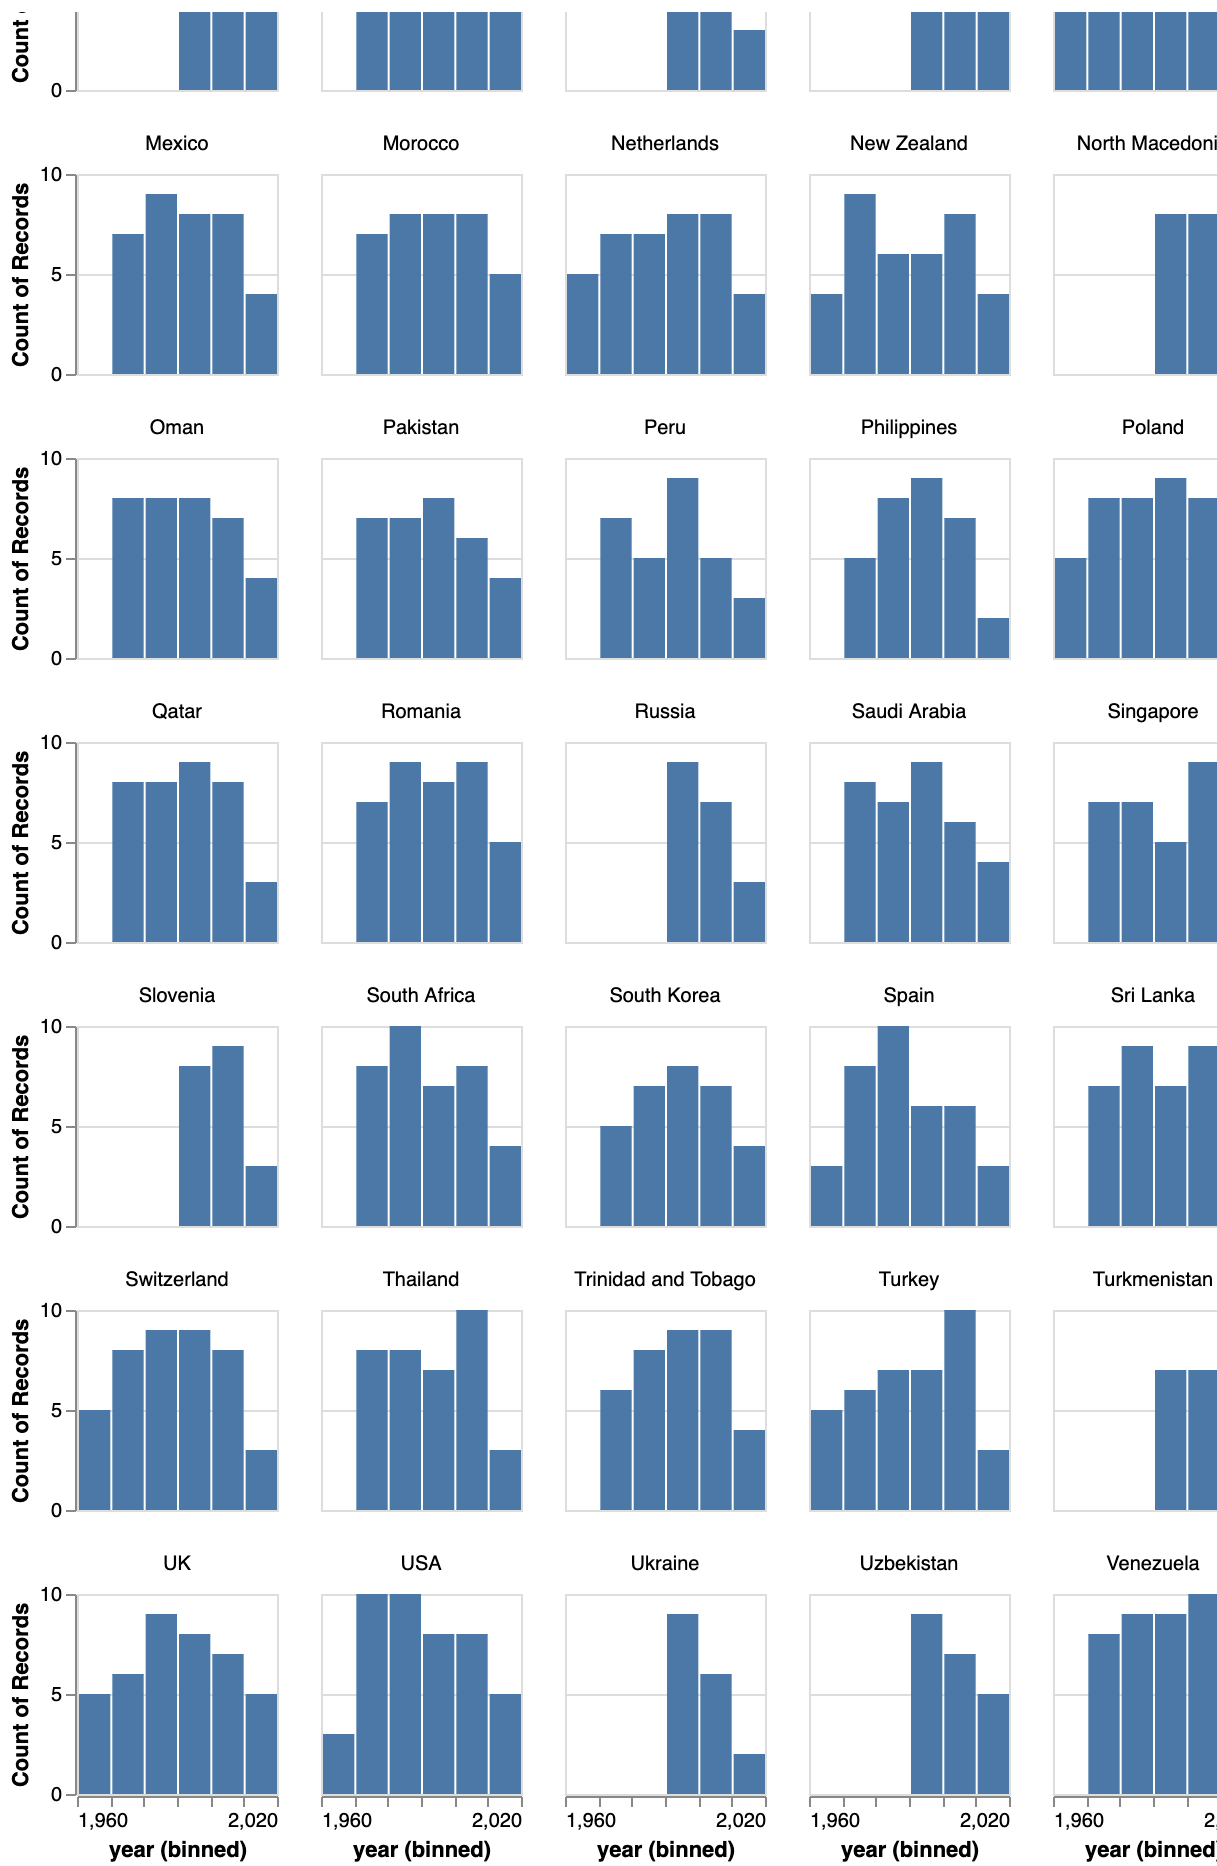 Count
0
Mexico Morocco Netherlands New Zealand North Macedoni
10
5
0
Count of Records
Oman Pakistan Peru Philippines Poland
10
5
0
Count of Records
Qatar Romania Russia Saudi Arabia Singapore
10
5
0
Count of Records
Slovenia South Africa South Korea Spain Sri Lanka
10
5
0
Count of Records
Switzerland Thailand Trinidad and Tobago Turkey Turkmenistan
10
5
0
Count of Records
UK USA Ukraine Uzbekistan Venezuela
10
5
0
Count of Records
1,960 2,020 1,960 2,020 1,960 2,020 1,960 2,020 1,960 2,
year (binned) year (binned) year (binned) year (binned) year (binned)